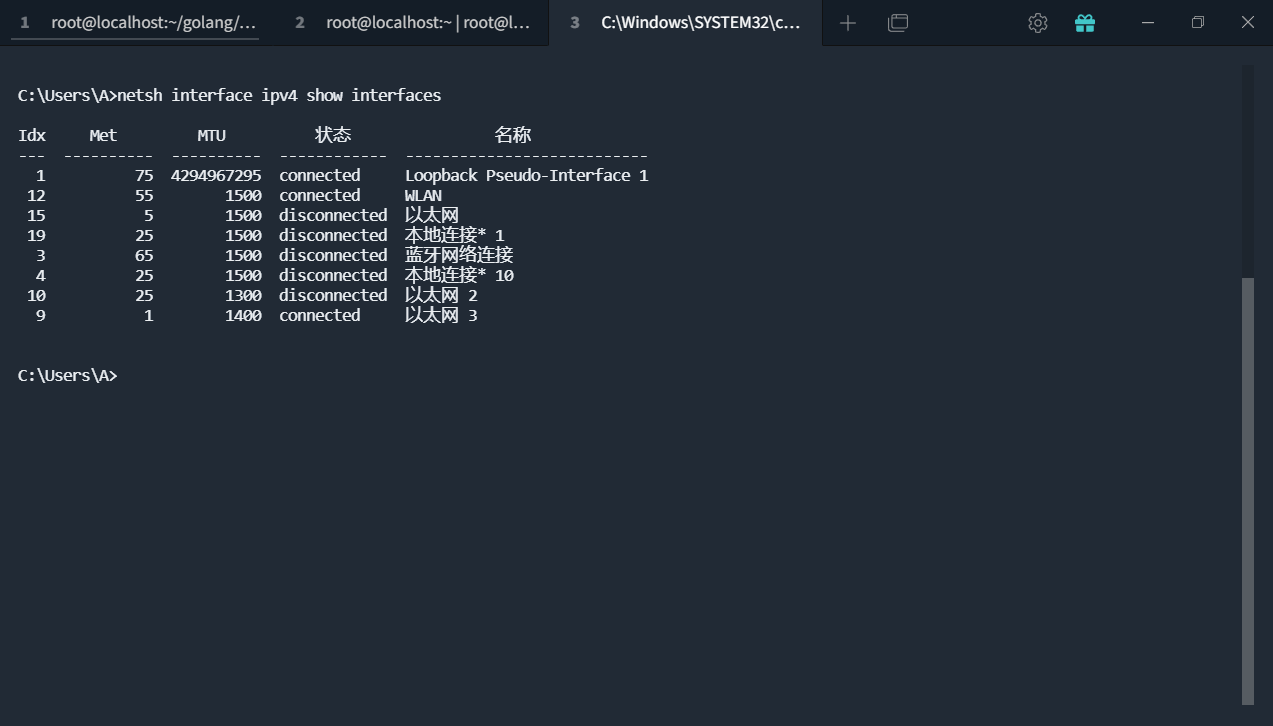 1 root@localhost:~/golang/... 2 root@localhost:~ | root@l... 3 C:\Windows\SYSTEM32\c...
C:\Users\A>netsh interface ipv4 show interfaces
Idx Met MTU 状态 名称
--- ---------- ---------- ------------ ---------------------------
1 75 4294967295 connected Loopback Pseudo-Interface 1
12 55 1500 connected WLAN
15 5 1500 disconnected 以太网
19 25 1500 disconnected 本地连接* 1
3 65 1500 disconnected 蓝牙网络连接
4 25 1500 disconnected 本地连接* 10
10 25 1300 disconnected 以太网 2
9 1 1400 connected 以太网 3
C:\Users\A>